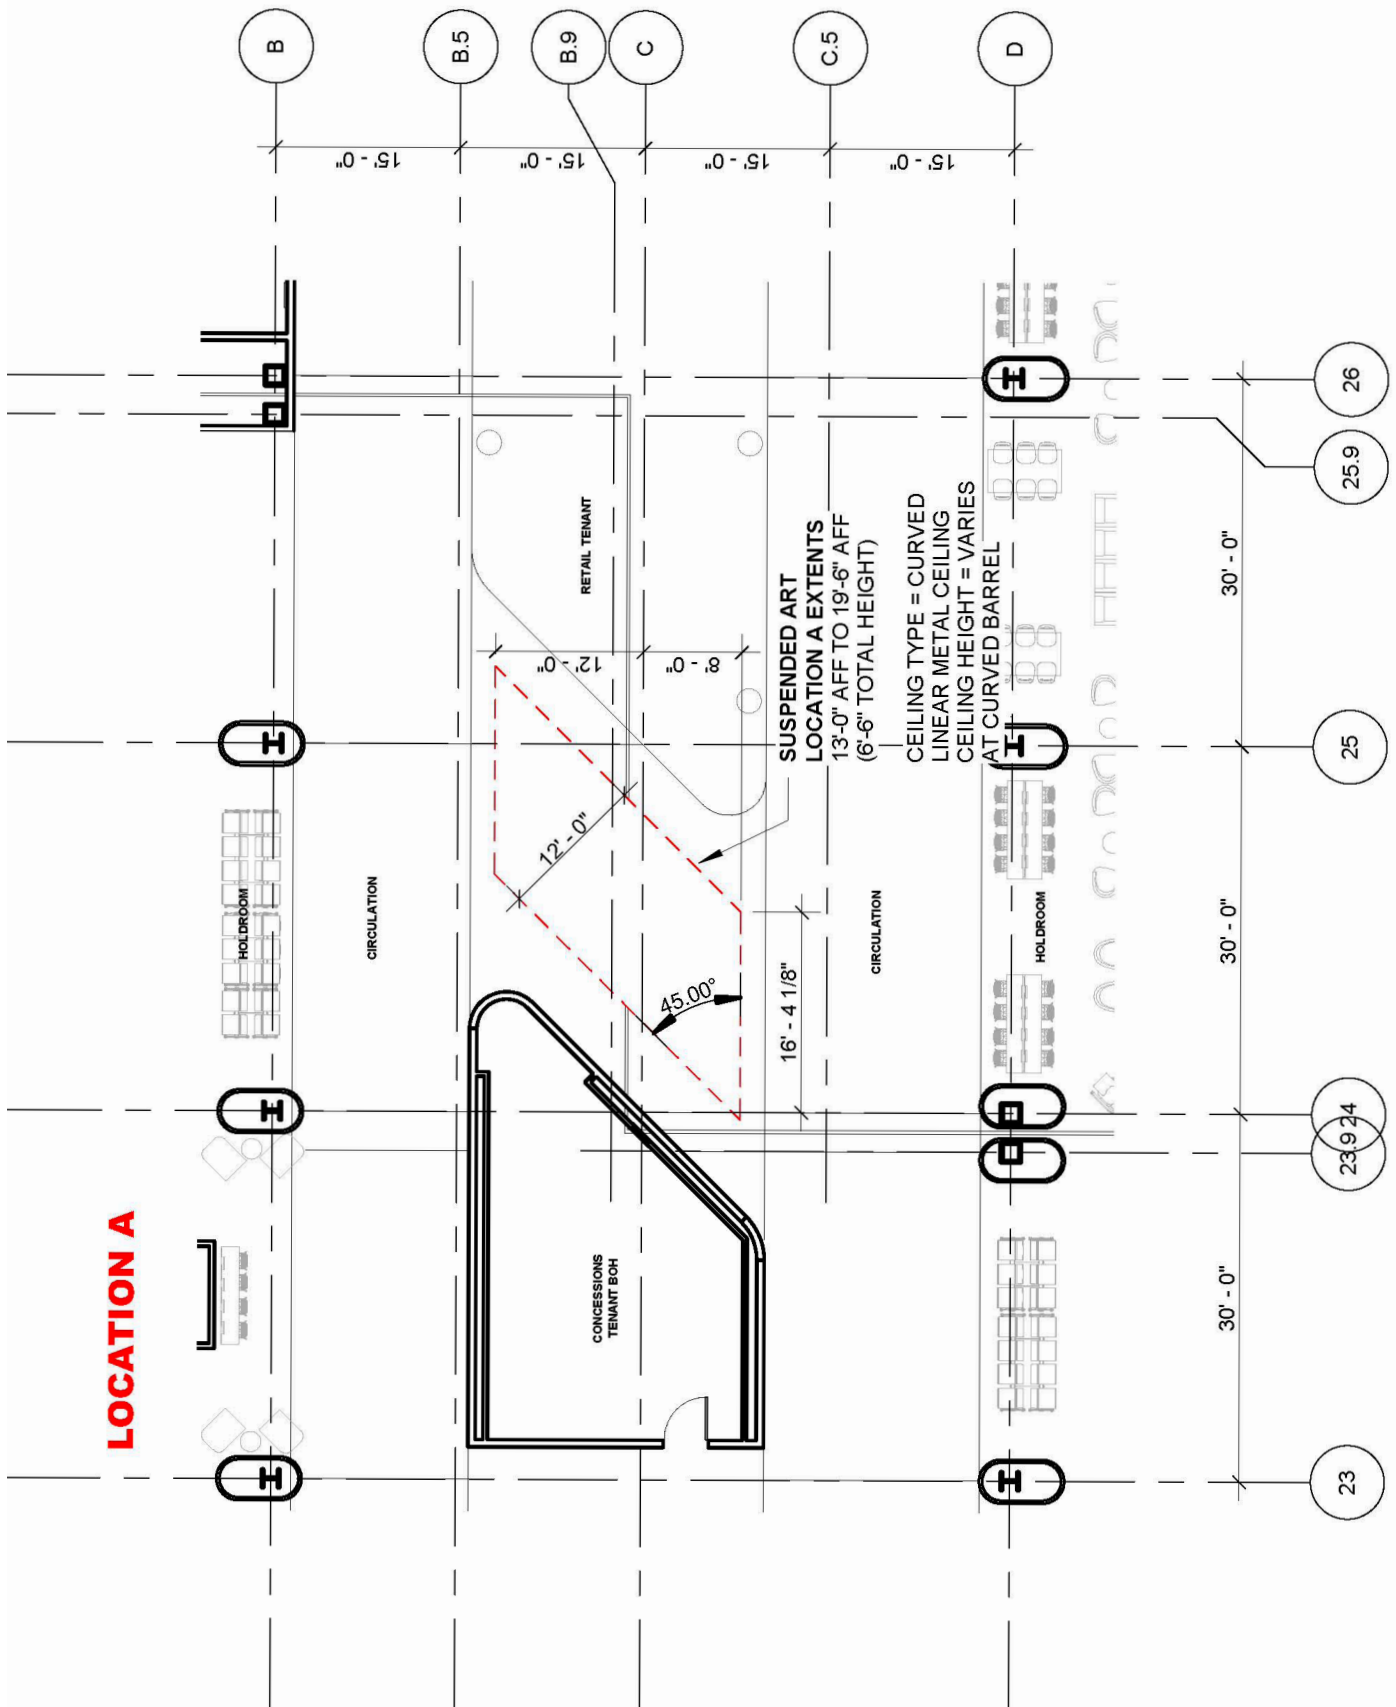 LOCATION A
B
B.5
B.9
C
C.5
D
15' - 0"
15' - 0"
15' - 0"
15' - 0"
HOLDROOM
CIRCULATION
RETAIL TENANT
12' - 0"
8' - 0"
12' - 0"
45.00°
16' - 4 1/8"
SUSPENDED ART
LOCATION A EXTENTS
13'-0" AFF TO 19'-6" AFF
(6'-6" TOTAL HEIGHT)
CEILING TYPE = CURVED
LINEAR METAL CEILING
CEILING HEIGHT = VARIES
AT CURVED BARREL
CONCESSIONS
TENANT BOH
CIRCULATION
HOLDROOM
30' - 0"
30' - 0"
30' - 0"
23
23.9
24
25
25.9
26